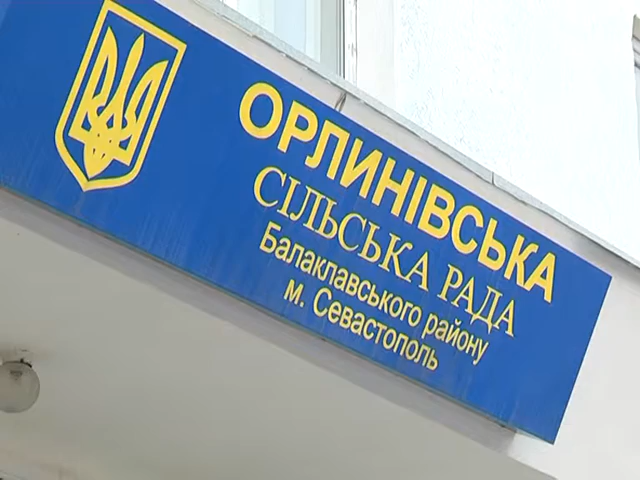 ОРЛИНІВСЬКА
СІЛЬСЬКА РАДА
Балаклавського району
м. Севастополь